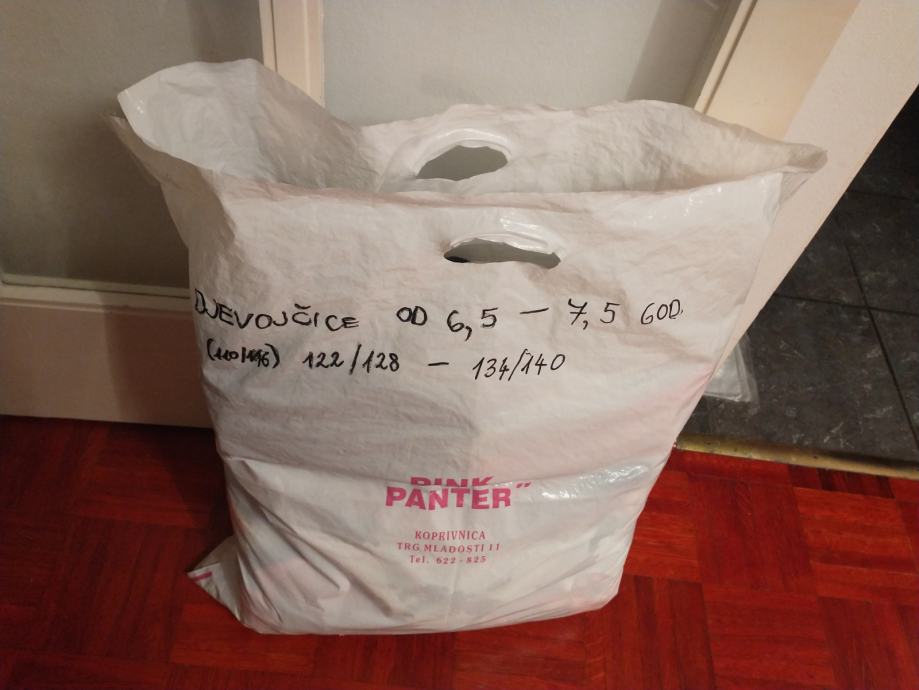 DJEVOJČICE OD 6,5 — 7,5 GOD.
(110/116) 122/128 — 134/140
PINK
PANTER"
KOPRIVNICA
TRG MLADOSTI 11
Tel. 622-825